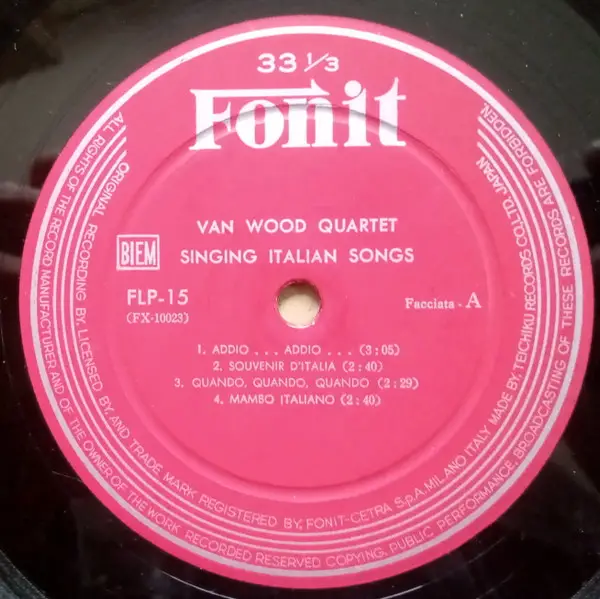 33 1/3
Fonit
VAN WOOD QUARTET
BIEM
SINGING ITALIAN SONGS
FLP-15
(FX-10023)
Facciata - A
1. ADDIO . . . ADDIO . . . (3:05)
2. SOUVENIR D'ITALIA (2:40)
3. QUANDO, QUANDO, QUANDO (2:29)
4. MAMBO ITALIANO (2:40)
ORIGINAL RECORDING BY, LICENSED BY, AND TRADE MARK REGISTERED BY, FONIT-CETRA S.p.A. MILANO ITALY MADE BY, TEICHIKU RECORDS CO., LTD. JAPAN
ALL RIGHTS OF THE RECORD MANUFACTURER AND OF THE OWNER OF THE WORK RECORDED RESERVED COPYING, PUBLIC PERFORMANCE, BROADCASTING OF THESE RECORDS ARE FORBIDDEN.